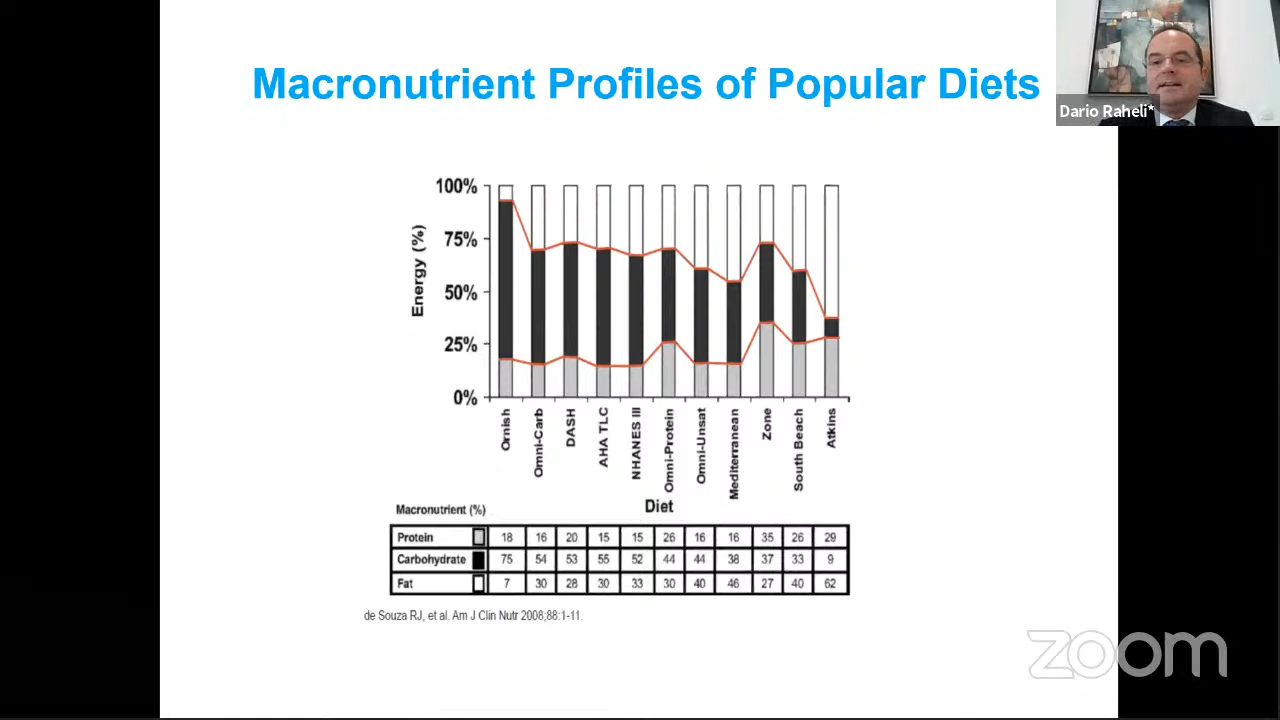 Macronutrient Profiles of Popular Diets
Dario Raheli*
100%
75%
50%
25%
0%
Energy (%)
Ornish
Omni-Carb
DASH
AHA TLC
NHANES III
Omni-Protein
Omni-Unsat
Mediterranean
Zone
South Beach
Atkins
Diet
Macronutrient (%)
Protein 18 16 20 15 15 26 16 16 35 26 29
Carbohydrate 75 54 53 55 52 44 44 38 37 33 9
Fat 7 30 28 30 33 30 40 46 27 40 62
de Souza RJ, et al. Am J Clin Nutr 2008;88:1-11.
zoom